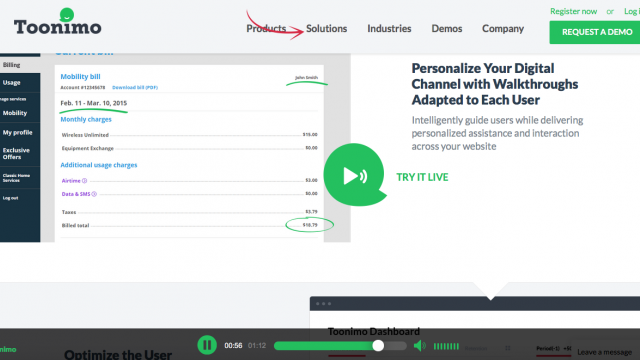 Toonimo
Products
Solutions
Industries
Demos
Company
Register now or Log i
REQUEST A DEMO
Billing
Usage
nage services
Mobility
My profile
Exclusive
Offers
Classic Home
Services
Log out
Current Bill
Mobility bill
John Smith
Account #12345678 Download bill (PDF)
Feb. 11 - Mar. 10, 2015
Monthly charges
Wireless Unlimited $15.00
Equipment Exchange $0.00
Additional usage charges
Airtime $3.00
Data & SMS $0.00
Taxes $3.79
Billed total $18.79
Personalize Your Digital
Channel with Walkthroughs
Adapted to Each User
Intelligently guide users while delivering
personalized assistance and interaction
across your website
TRY IT LIVE
Toonimo Dashboard
Optimize the User
nimo
00:56 01:12
Leave a message